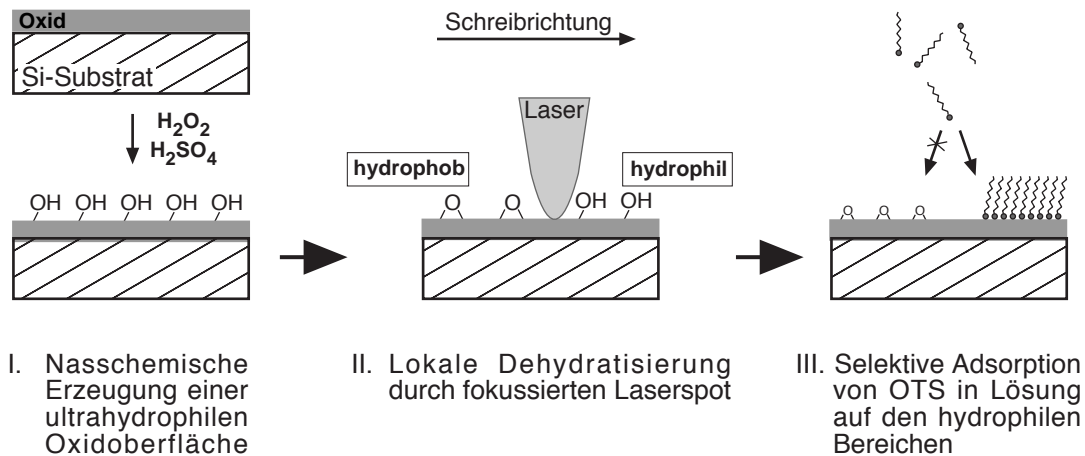 Oxid
Si-Substrat
H2O2
H2SO4
OH OH OH OH OH
Schreibrichtung
Laser
hydrophob
hydrophil
O O OH OH
O O O
I. Nasschemische
Erzeugung einer
ultrahydrophilen
Oxidoberfläche
II. Lokale Dehydratisierung
durch fokussierten Laserspot
III. Selektive Adsorption
von OTS in Lösung
auf den hydrophilen
Bereichen